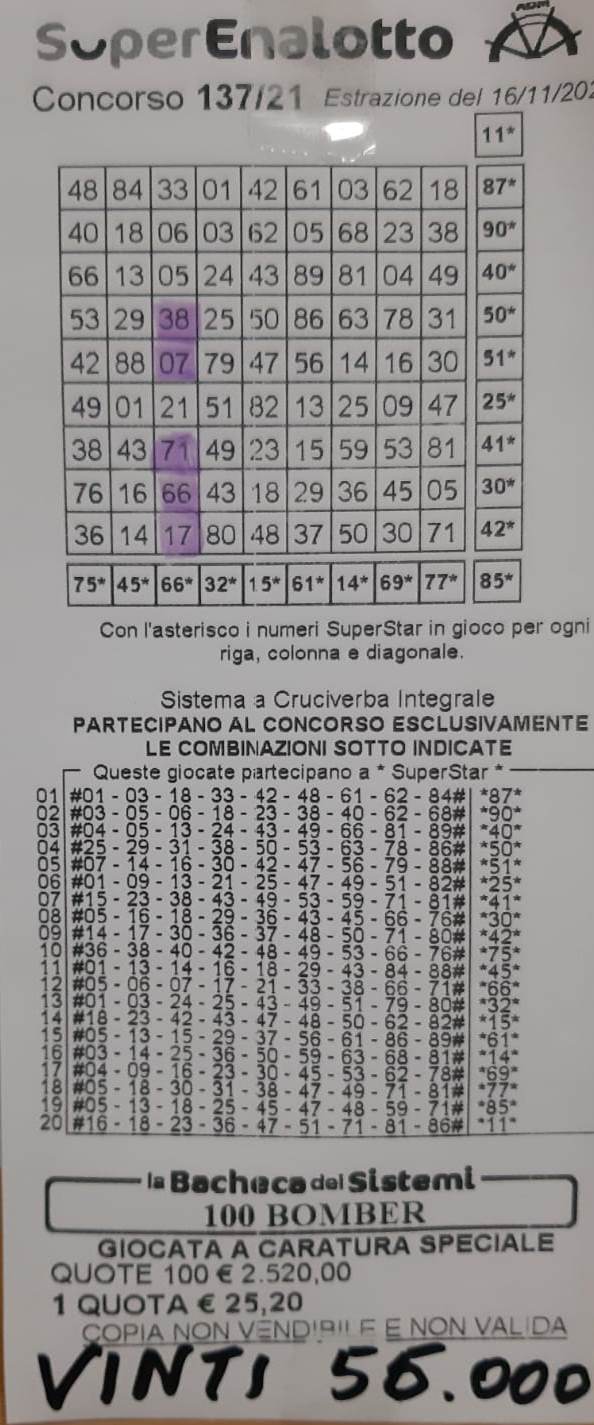 SuperEnalotto
ADM
Concorso 137/21 Estrazione del 16/11/202
11*
48 84 33 01 42 61 03 62 18 87*
40 18 06 03 62 05 68 23 38 90*
66 13 05 24 43 89 81 04 49 40*
53 29 38 25 50 86 63 78 31 50*
42 88 07 79 47 56 14 16 30 51*
49 01 21 51 82 13 25 09 47 25*
38 43 71 49 23 15 59 53 81 41*
76 16 66 43 18 29 36 45 05 30*
36 14 17 80 48 37 50 30 71 42*
75* 45* 66* 32* 15* 61* 14* 69* 77* 85*
Con l'asterisco i numeri SuperStar in gioco per ogni
riga, colonna e diagonale.
Sistema a Cruciverba Integrale
PARTECIPANO AL CONCORSO ESCLUSIVAMENTE
LE COMBINAZIONI SOTTO INDICATE
Queste giocate partecipano a * SuperStar *
01 #01 - 03 - 18 - 33 - 42 - 48 - 61 - 62 - 84# *87*
02 #03 - 05 - 06 - 18 - 23 - 38 - 40 - 62 - 68# *90*
03 #04 - 05 - 13 - 24 - 43 - 49 - 66 - 81 - 89# *40*
04 #25 - 29 - 31 - 38 - 50 - 53 - 63 - 78 - 86# *50*
05 #07 - 14 - 16 - 30 - 42 - 47 - 56 - 79 - 88# *51*
06 #01 - 09 - 13 - 21 - 25 - 47 - 49 - 51 - 82# *25*
07 #15 - 23 - 38 - 43 - 49 - 53 - 59 - 71 - 81# *41*
08 #05 - 16 - 18 - 29 - 36 - 43 - 45 - 66 - 76# *30*
09 #14 - 17 - 30 - 36 - 37 - 48 - 50 - 71 - 80# *42*
10 #36 - 38 - 40 - 42 - 48 - 49 - 53 - 66 - 76# *75*
11 #01 - 13 - 14 - 16 - 18 - 29 - 43 - 84 - 88# *45*
12 #05 - 06 - 07 - 17 - 21 - 33 - 38 - 66 - 71# *66*
13 #01 - 03 - 24 - 25 - 43 - 49 - 51 - 79 - 80# *32*
14 #18 - 23 - 42 - 43 - 47 - 48 - 50 - 62 - 82# *15*
15 #05 - 13 - 15 - 29 - 37 - 56 - 61 - 86 - 89# *61*
16 #03 - 14 - 25 - 36 - 50 - 59 - 63 - 68 - 81# *14*
17 #04 - 09 - 16 - 23 - 30 - 45 - 53 - 62 - 78# *69*
18 #05 - 18 - 30 - 31 - 38 - 47 - 49 - 71 - 81# *77*
19 #05 - 13 - 18 - 25 - 45 - 47 - 48 - 59 - 71# *85*
20 #16 - 18 - 23 - 36 - 47 - 51 - 71 - 81 - 86# *11*
la Bacheca dei Sistemi
100 BOMBER
GIOCATA A CARATURA SPECIALE
QUOTE 100 € 2.520,00
1 QUOTA € 25,20
COPIA NON VENDIBILE E NON VALIDA
VINTI 56.000